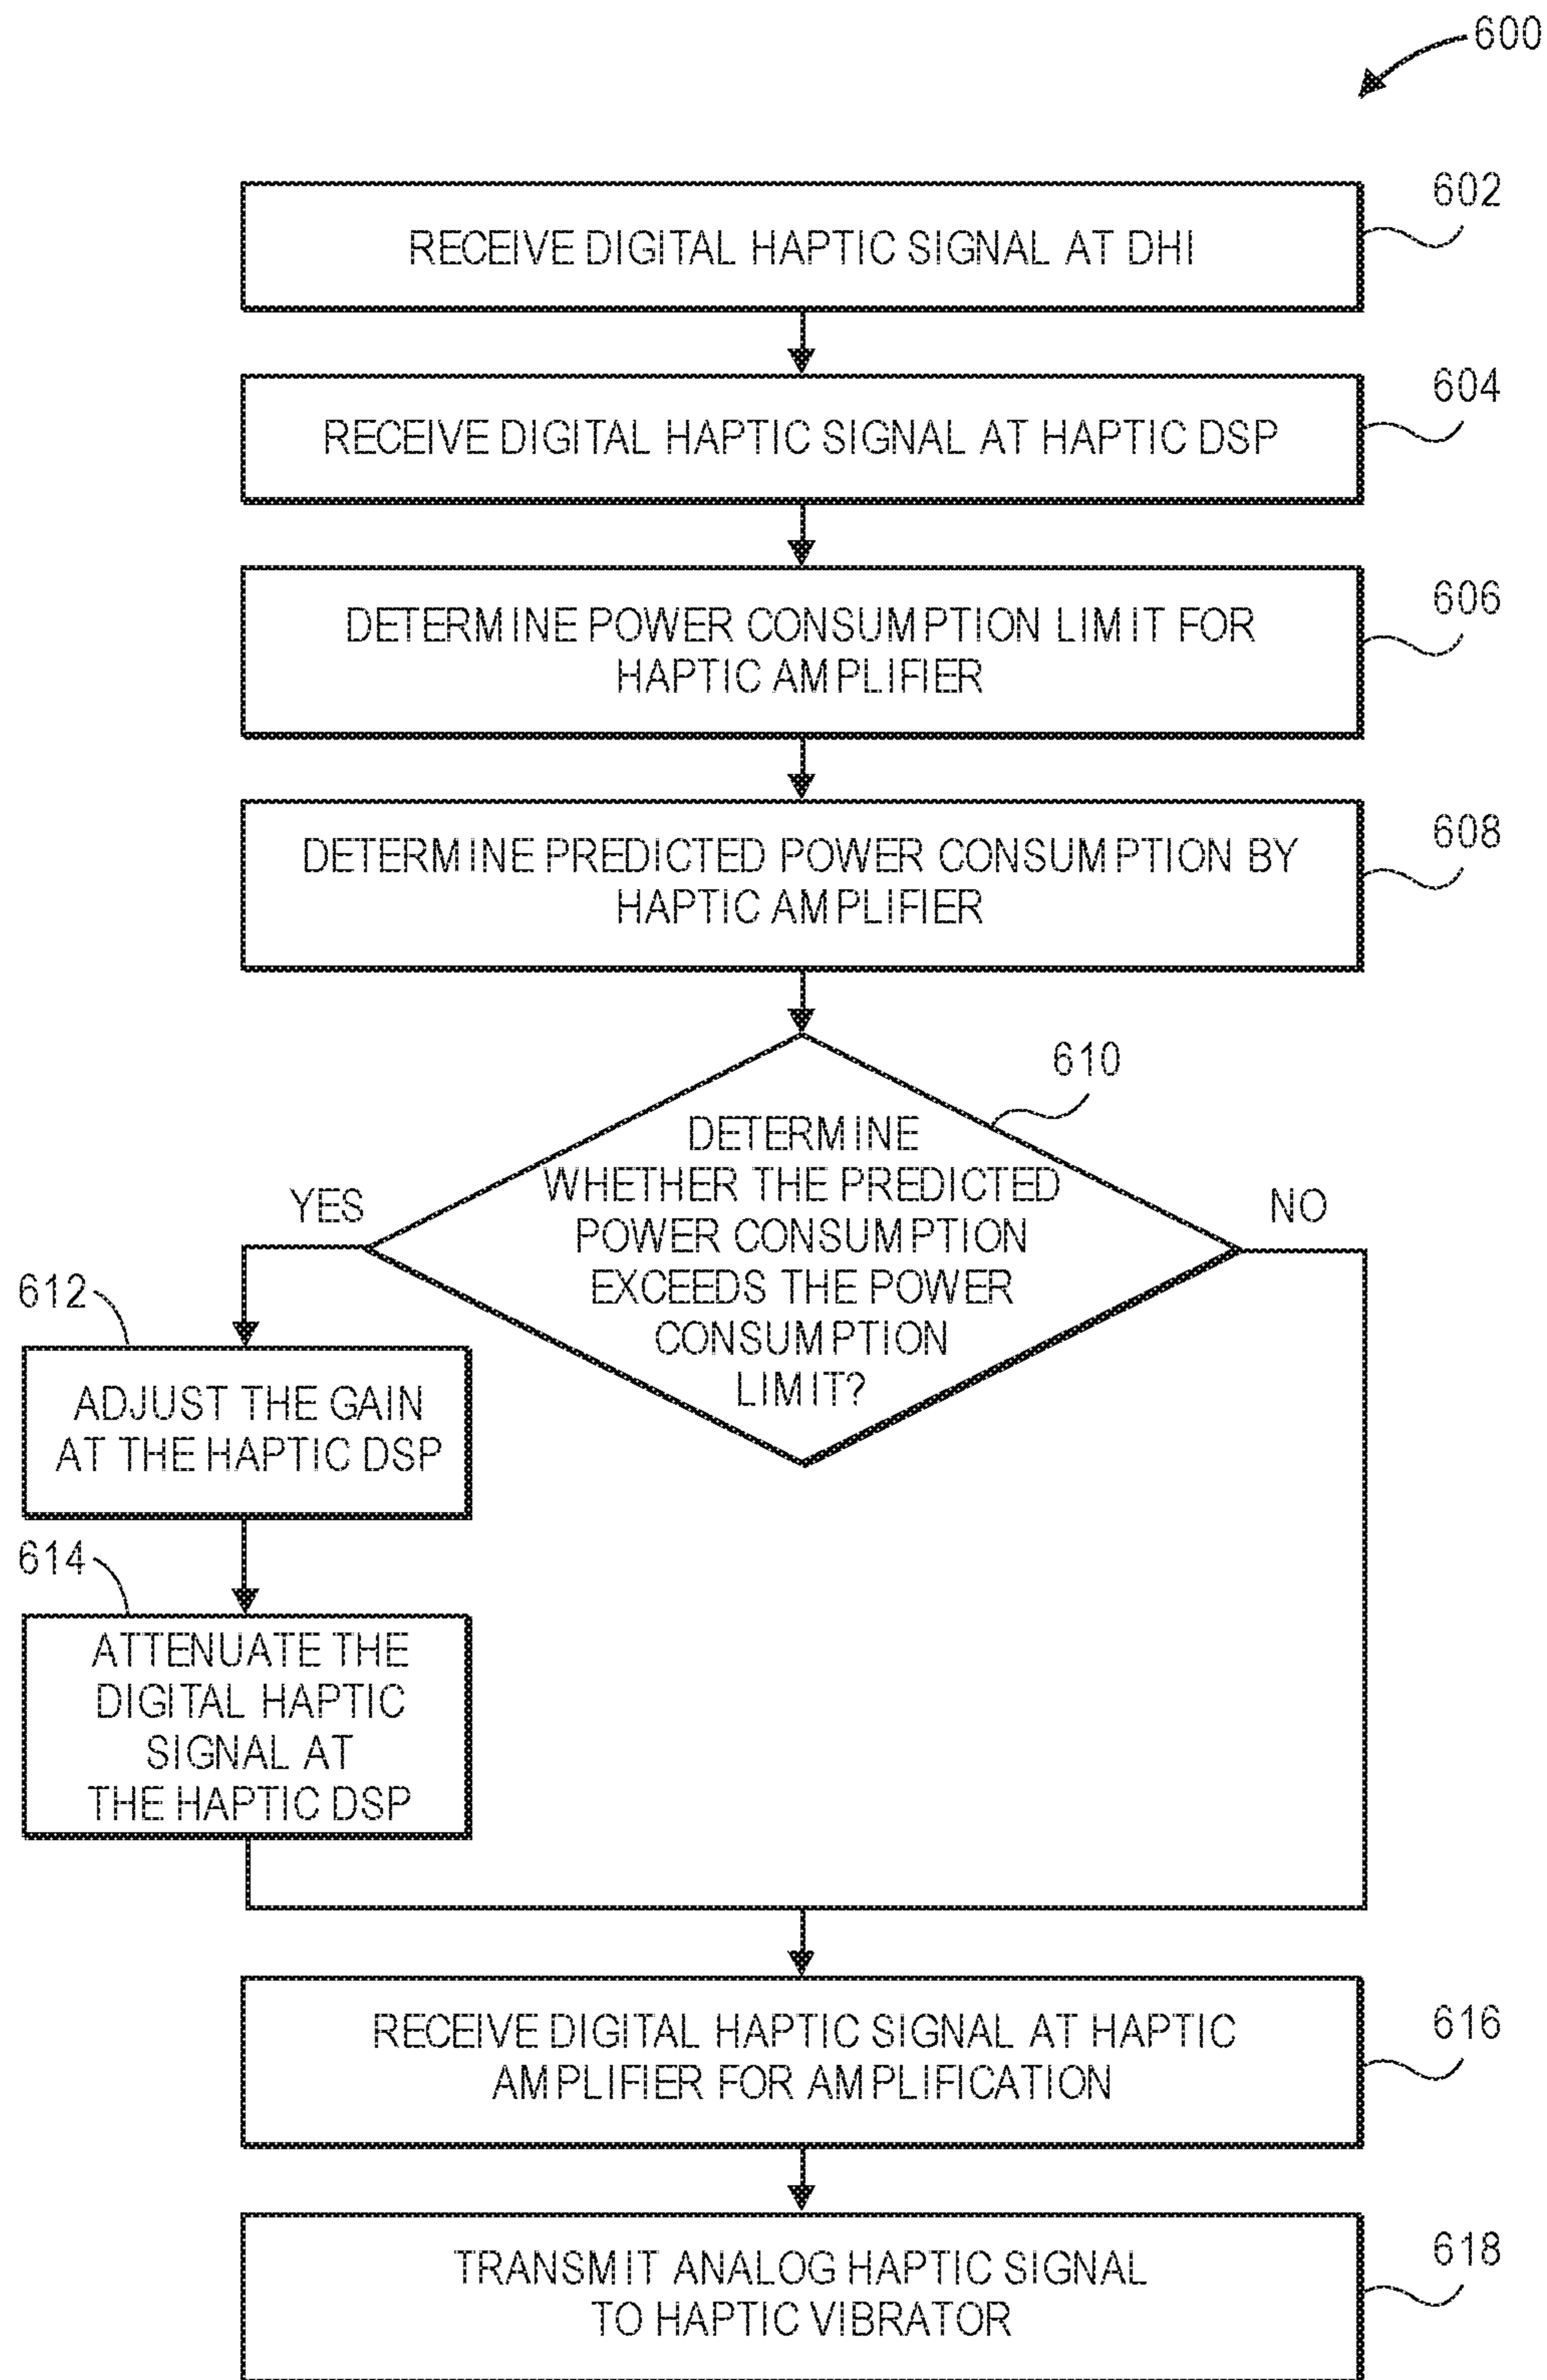 600
602
RECEIVE DIGITAL HAPTIC SIGNAL AT DHI
604
RECEIVE DIGITAL HAPTIC SIGNAL AT HAPTIC DSP
606
DETERMINE POWER CONSUMPTION LIMIT FOR
HAPTIC AMPLIFIER
608
DETERMINE PREDICTED POWER CONSUMPTION BY
HAPTIC AMPLIFIER
610
DETERMINE
WHETHER THE PREDICTED
POWER CONSUMPTION
EXCEEDS THE POWER
CONSUMPTION
LIMIT?
YES
NO
612
ADJUST THE GAIN
AT THE HAPTIC DSP
614
ATTENUATE THE
DIGITAL HAPTIC
SIGNAL AT
THE HAPTIC DSP
616
RECEIVE DIGITAL HAPTIC SIGNAL AT HAPTIC
AMPLIFIER FOR AMPLIFICATION
618
TRANSMIT ANALOG HAPTIC SIGNAL
TO HAPTIC VIBRATOR